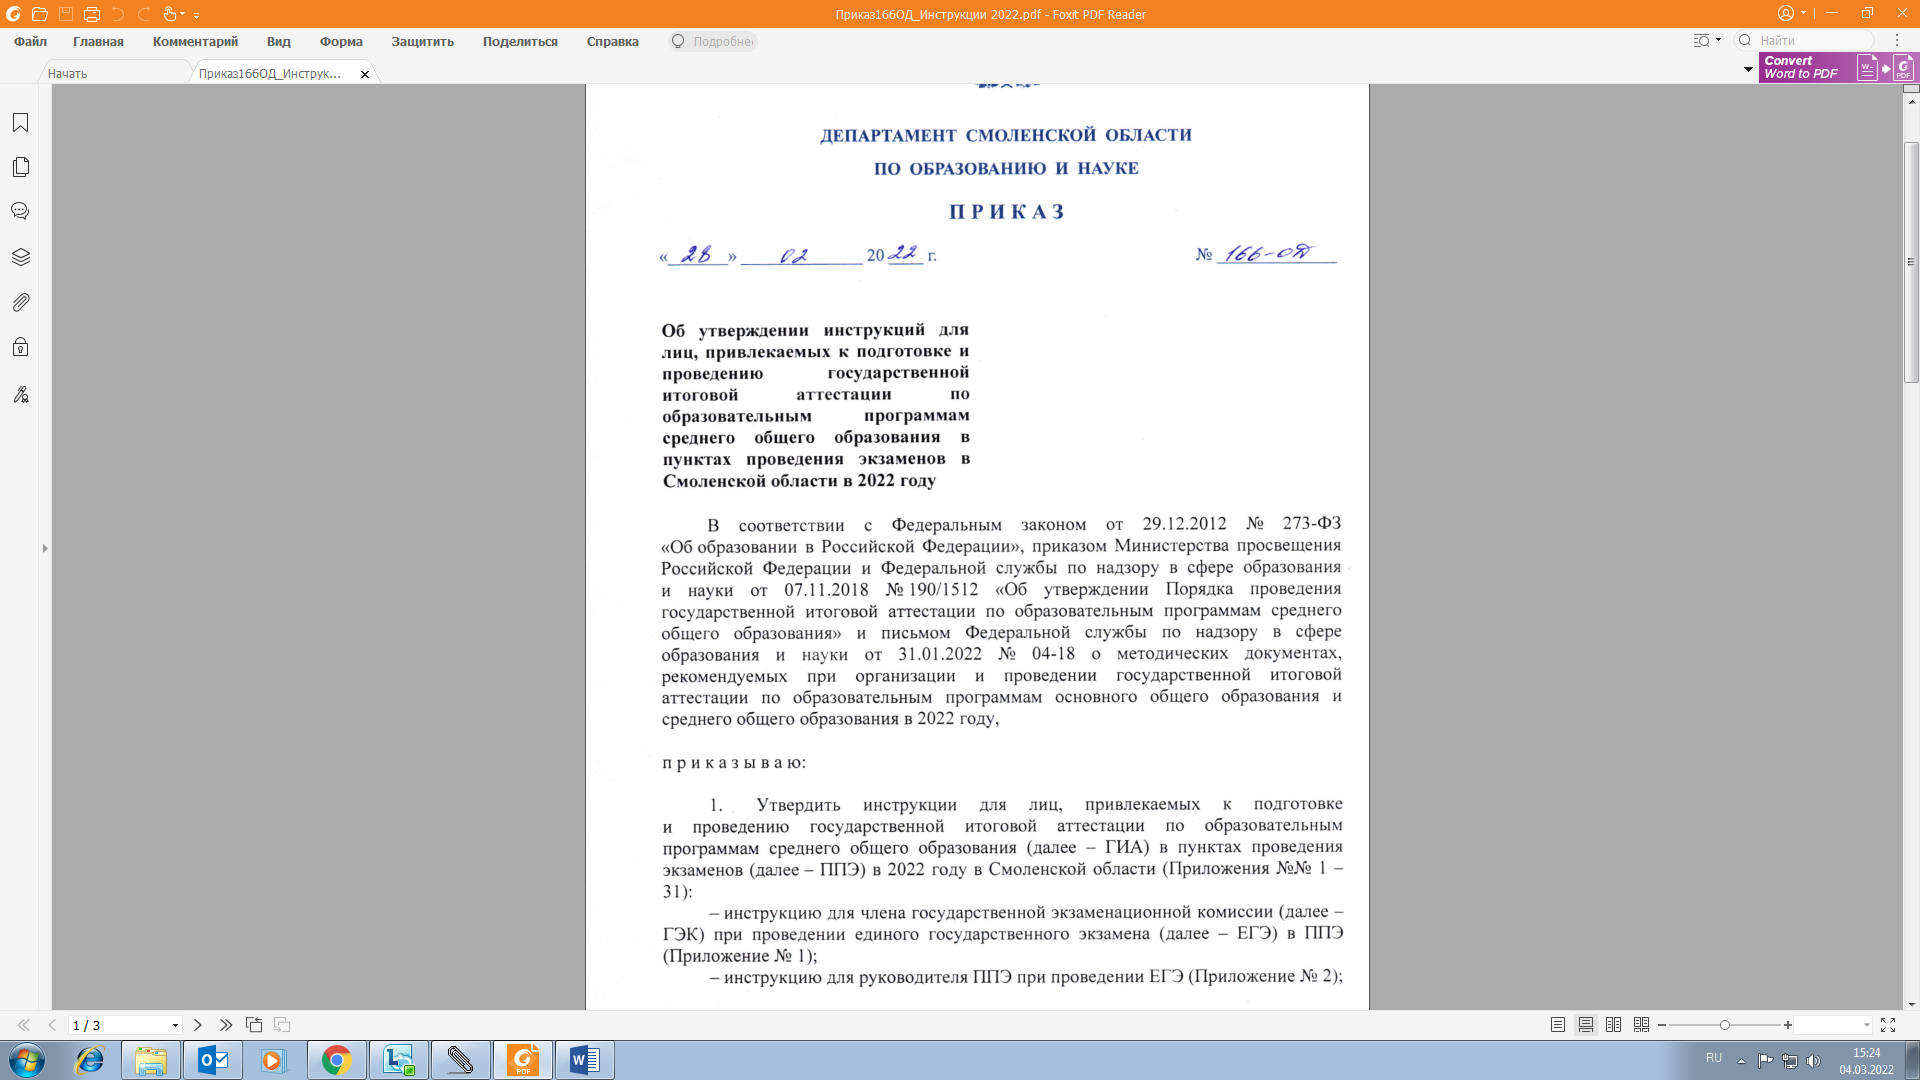 Приказ166ОД_Инструкции 2022.pdf - Foxit PDF Reader
Файл Главная Комментарий Вид Форма Защитить Поделиться Справка Подробне Найти
Начать Приказ166ОД_Инструк... Convert Word to PDF
ДЕПАРТАМЕНТ СМОЛЕНСКОЙ ОБЛАСТИ
ПО ОБРАЗОВАНИЮ И НАУКЕ
П Р И К А З
« 28 » 02 20 22 г. № 166-ОД
Об утверждении инструкций для
лиц, привлекаемых к подготовке и
проведению государственной
итоговой аттестации по
образовательным программам
среднего общего образования в
пунктах проведения экзаменов в
Смоленской области в 2022 году
В соответствии с Федеральным законом от 29.12.2012 № 273-ФЗ
«Об образовании в Российской Федерации», приказом Министерства просвещения
Российской Федерации и Федеральной службы по надзору в сфере образования
и науки от 07.11.2018 № 190/1512 «Об утверждении Порядка проведения
государственной итоговой аттестации по образовательным программам среднего
общего образования» и письмом Федеральной службы по надзору в сфере
образования и науки от 31.01.2022 № 04-18 о методических документах,
рекомендуемых при организации и проведении государственной итоговой
аттестации по образовательным программам основного общего образования и
среднего общего образования в 2022 году,
п р и к а з ы в а ю:
1. Утвердить инструкции для лиц, привлекаемых к подготовке
и проведению государственной итоговой аттестации по образовательным
программам среднего общего образования (далее – ГИА) в пунктах проведения
экзаменов (далее – ППЭ) в 2022 году в Смоленской области (Приложения №№ 1 –
31):
– инструкцию для члена государственной экзаменационной комиссии (далее –
ГЭК) при проведении единого государственного экзамена (далее – ЕГЭ) в ППЭ
(Приложение № 1);
– инструкцию для руководителя ППЭ при проведении ЕГЭ (Приложение № 2);
1 / 3
RU 15:24
04.03.2022